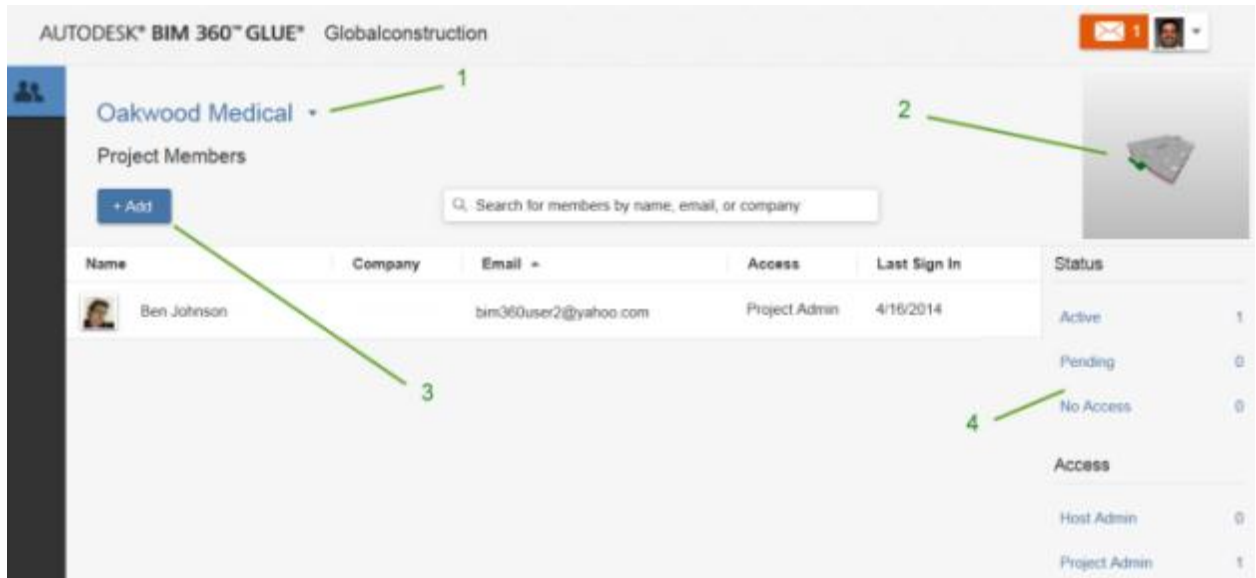 AUTODESK® BIM 360™ GLUE® Globalconstruction
1
1
Oakwood Medical
2
Project Members
+ Add
Search for members by name, email, or company
Name Company Email Access Last Sign In Status
Ben Johnson bim360user2@yahoo.com Project Admin 4/16/2014
Active 1
Pending 0
3
No Access 0
4
Access
Host Admin 0
Project Admin 1